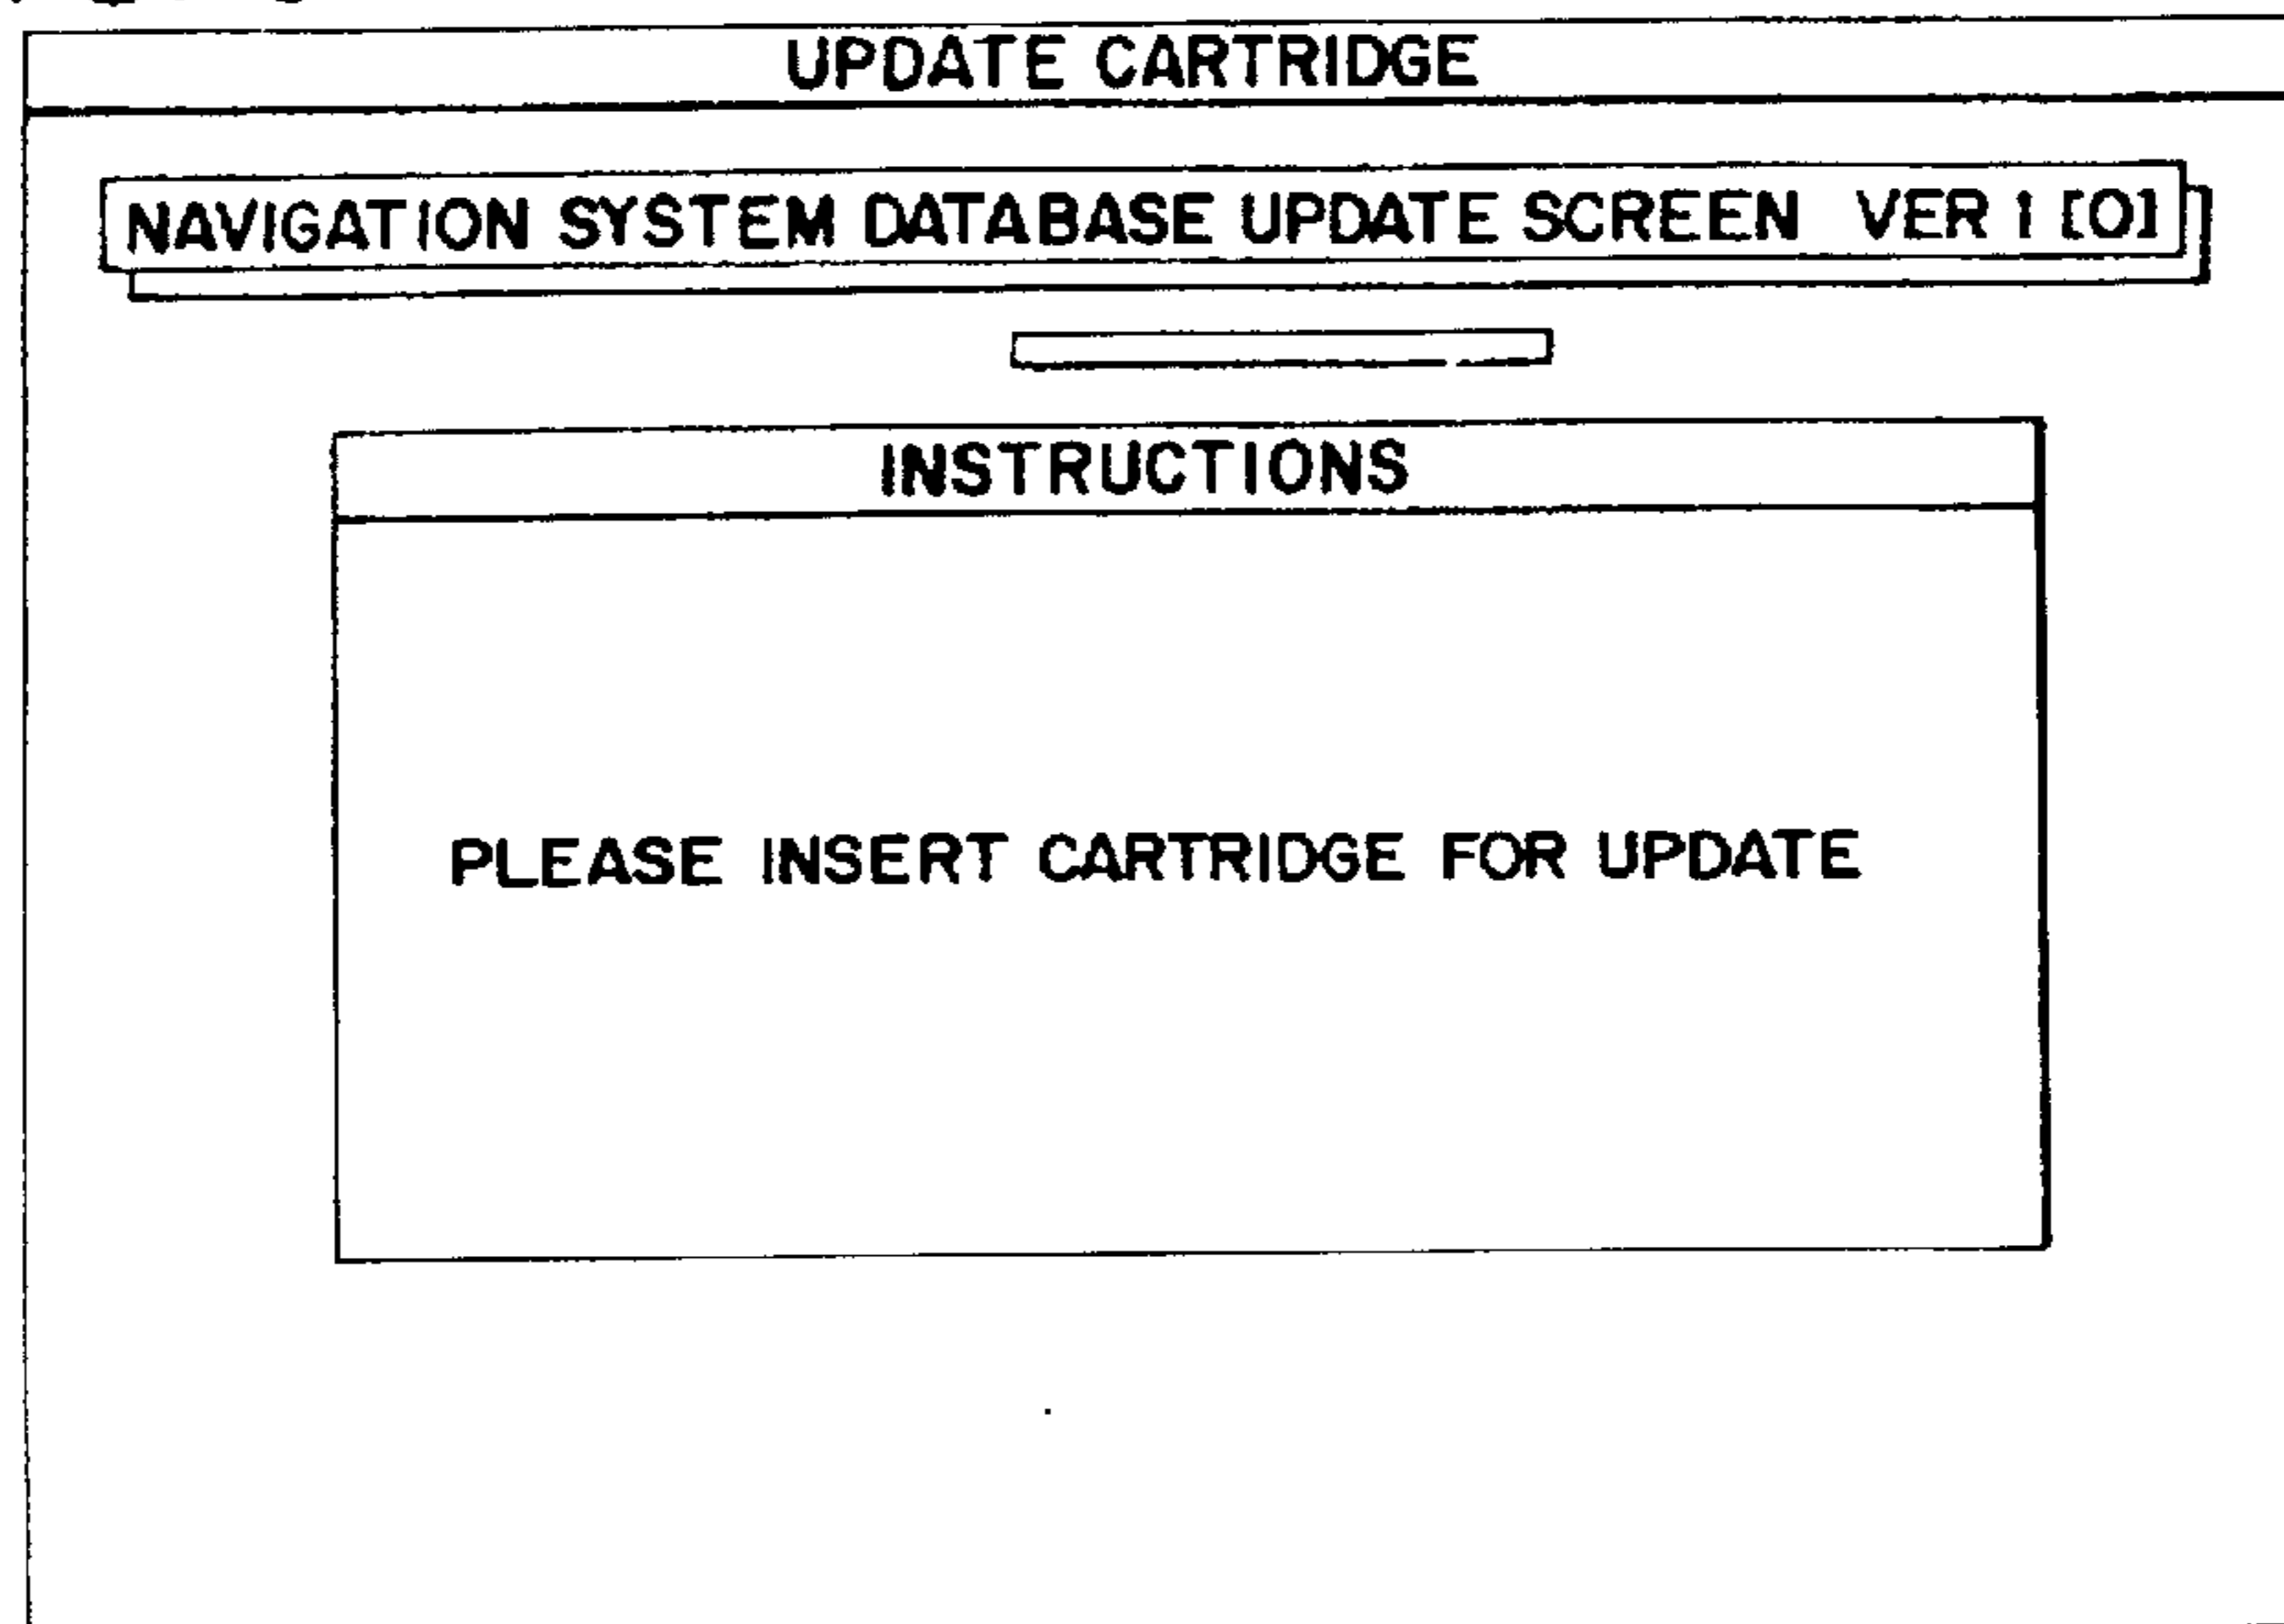 UPDATE CARTRIDGE
NAVIGATION SYSTEM DATABASE UPDATE SCREEN VER 1 [0]
INSTRUCTIONS
PLEASE INSERT CARTRIDGE FOR UPDATE